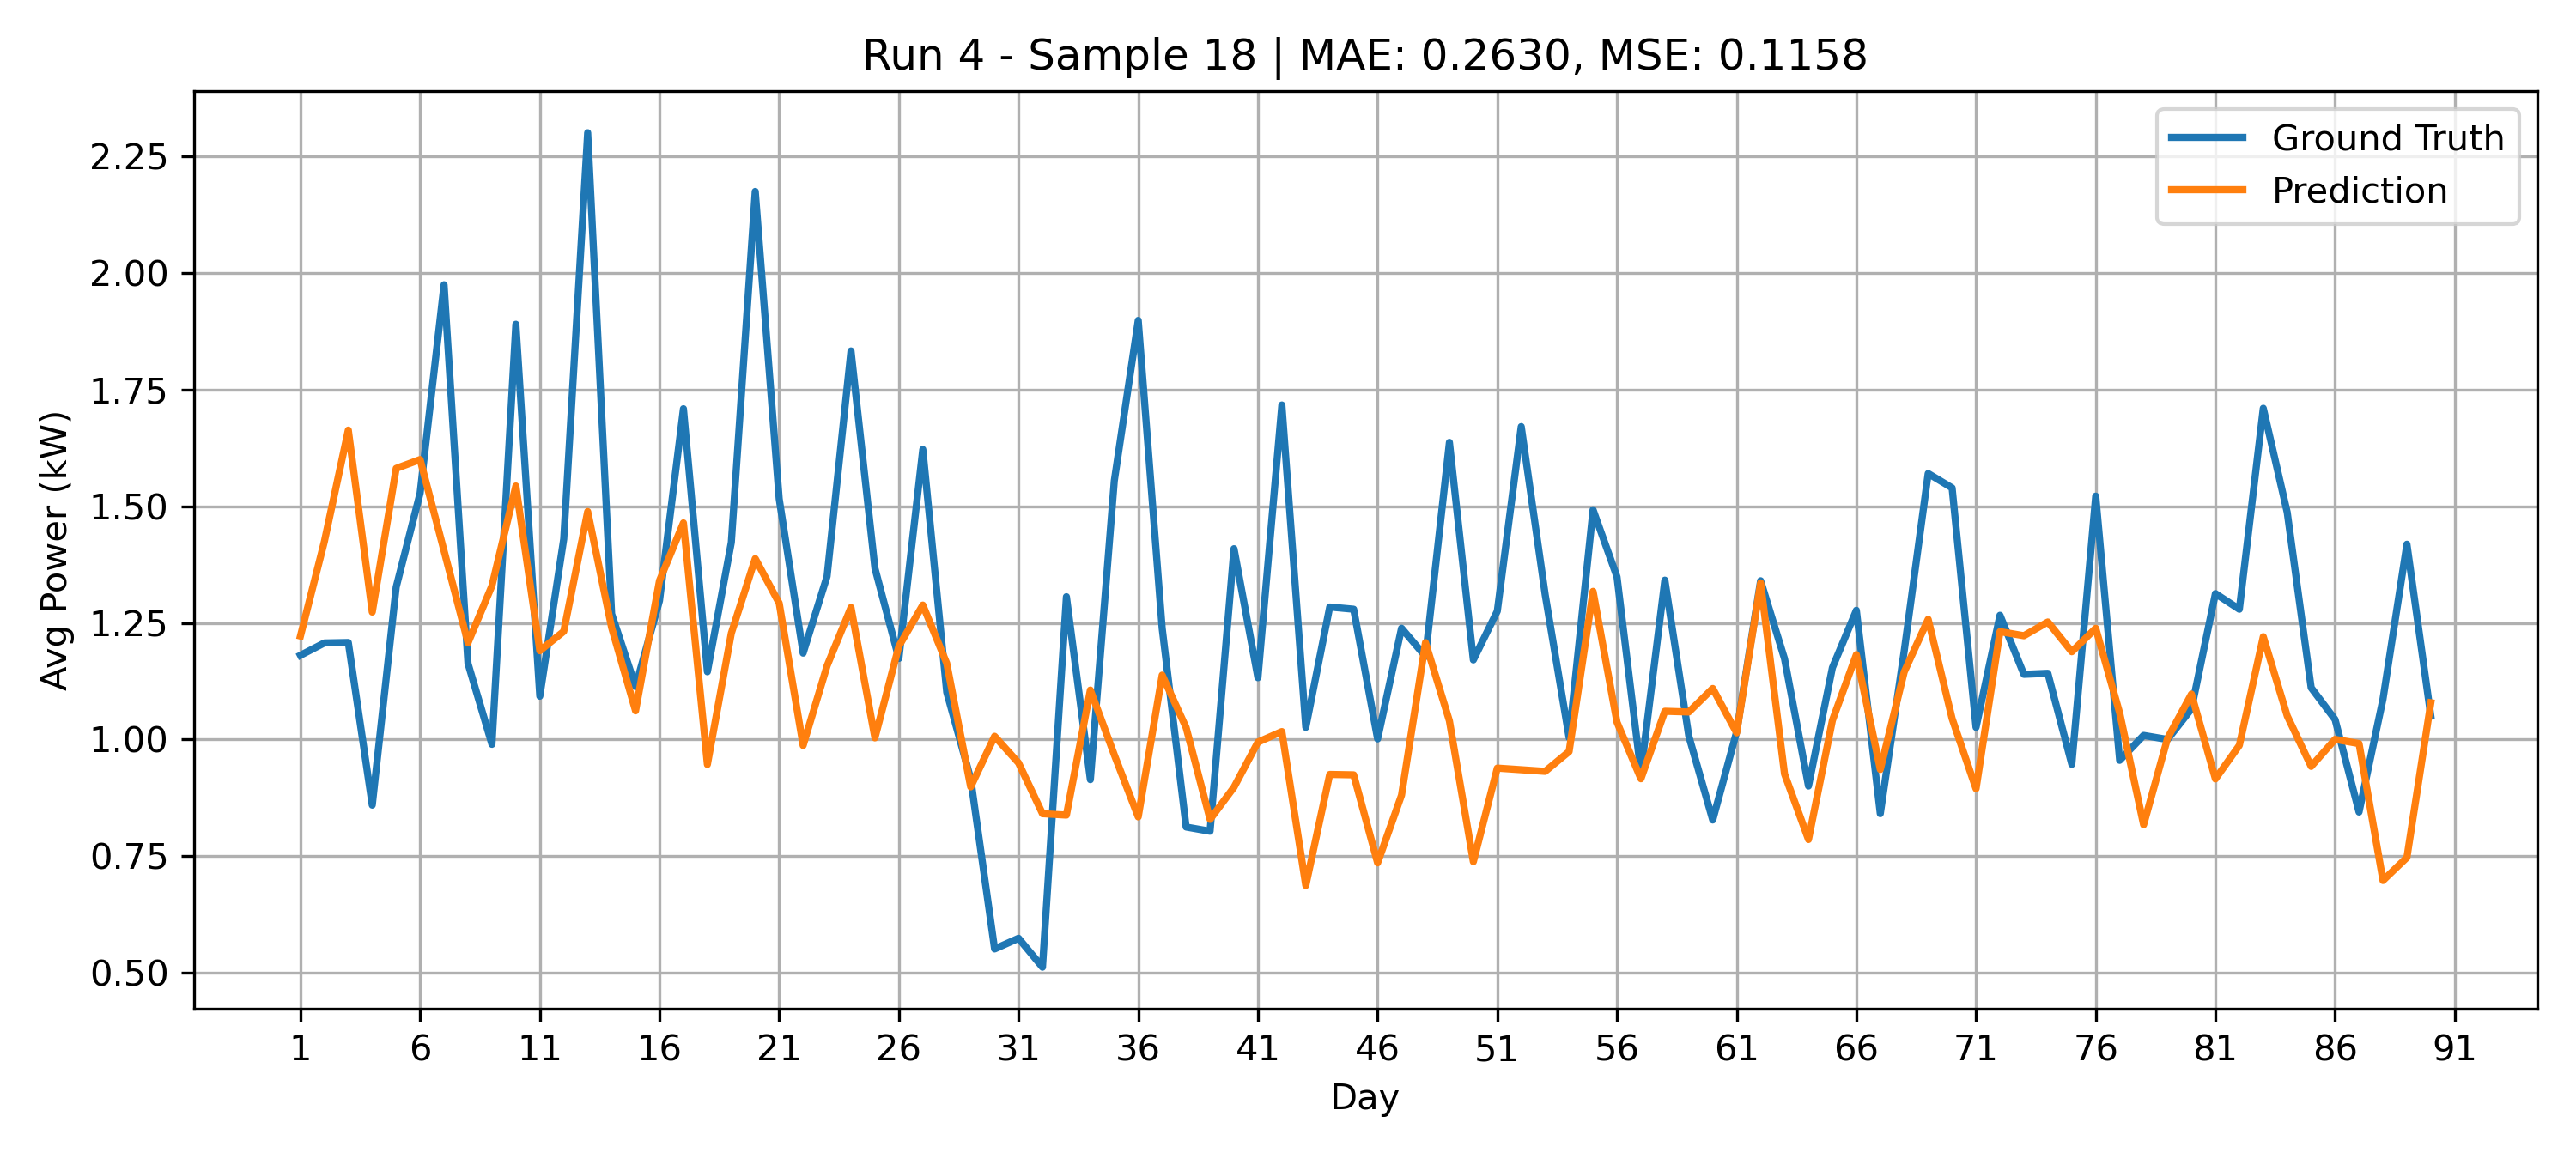 Run 4 - Sample 18 | MAE: 0.2630, MSE: 0.1158
Ground Truth
Prediction
Avg Power (kW)
2.25
2.00
1.75
1.50
1.25
1.00
0.75
0.50
1 6 11 16 21 26 31 36 41 46 51 56 61 66 71 76 81 86 91
Day